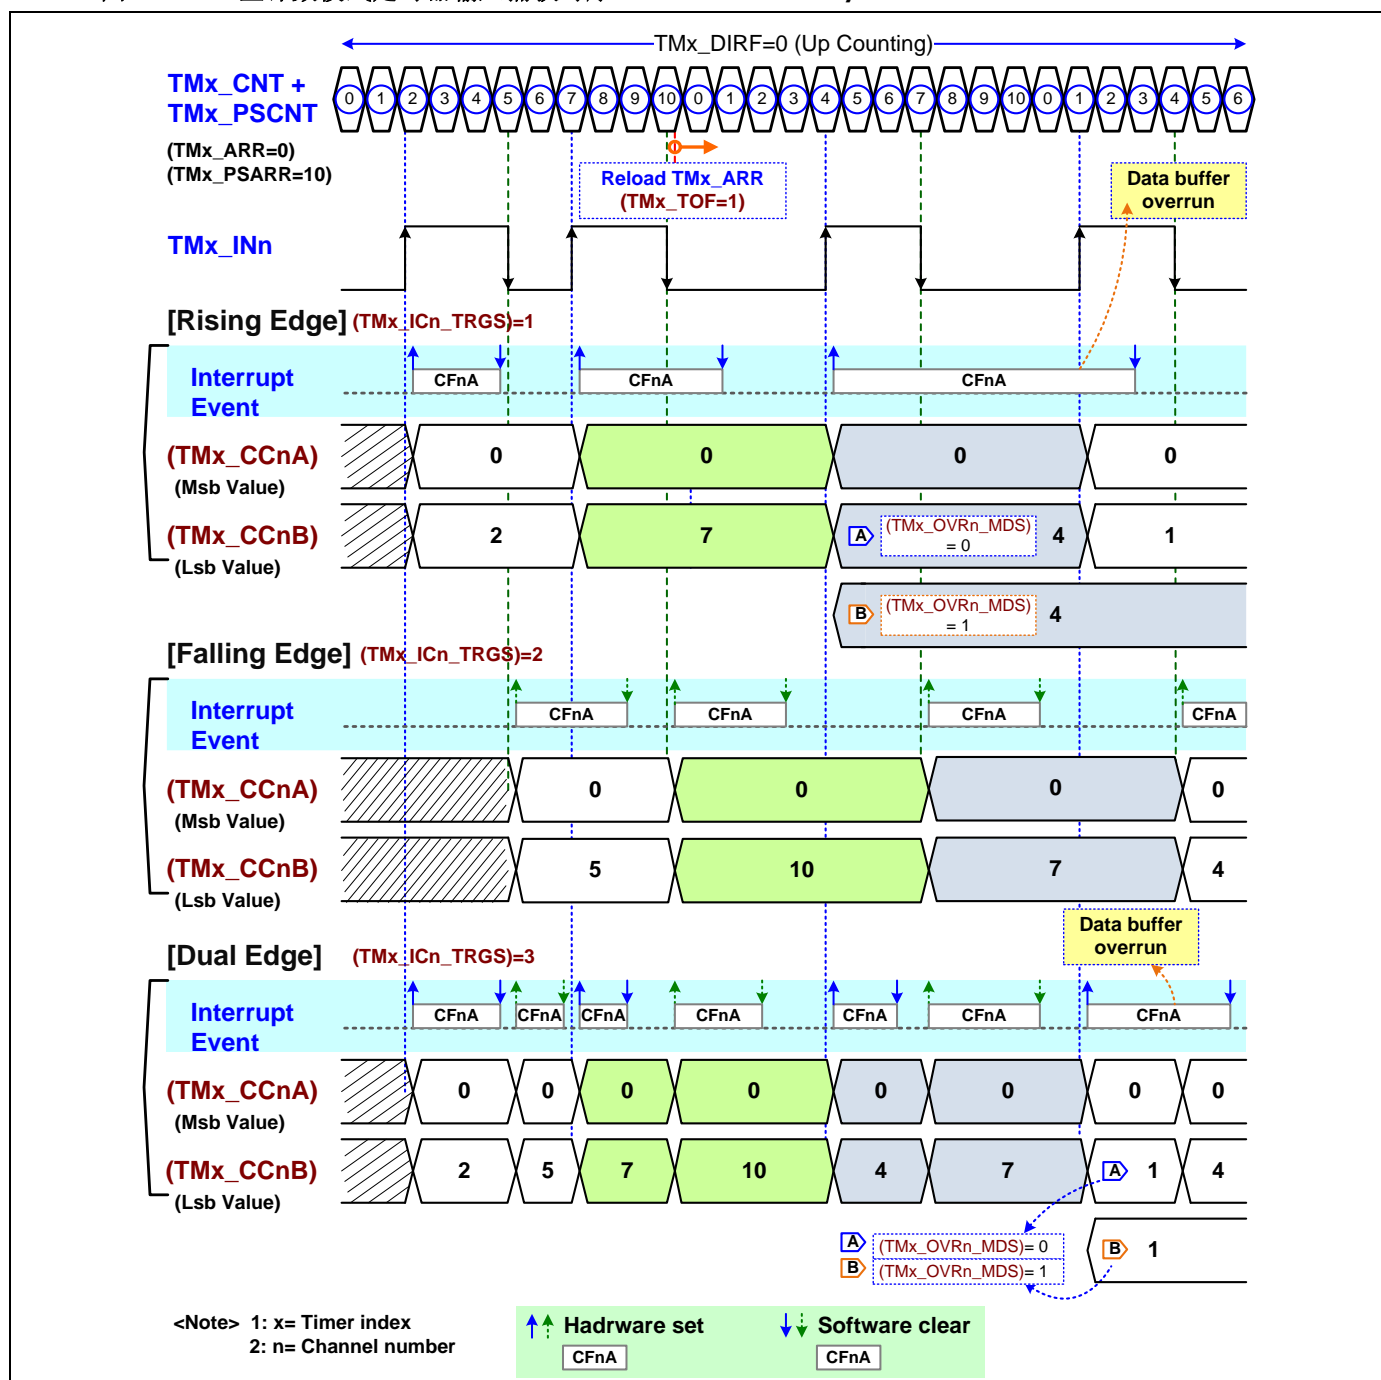 TMx_DIRF=0 (Up Counting)
TMx_CNT +
TMx_PSCNT
0 1 2 3 4 5 6 7 8 9 10 0 1 2 3 4 5 6 7 8 9 10 0 1 2 3 4 5 6
(TMx_ARR=0)
(TMx_PSARR=10)
Reload TMx_ARR
(TMx_TOF=1)
Data buffer
overrun
TMx_INn
[Rising Edge] (TMx_ICn_TRGS)=1
Interrupt
Event
CFnA CFnA CFnA
(TMx_CCnA)
(Msb Value)
0 0 0 0
(TMx_CCnB)
(Lsb Value)
2 7 A (TMx_OVRn_MDS)
= 0 4 1
B (TMx_OVRn_MDS)
= 1 4
[Falling Edge] (TMx_ICn_TRGS)=2
Interrupt
Event
CFnA CFnA CFnA CFnA
(TMx_CCnA)
(Msb Value)
0 0 0 0
(TMx_CCnB)
(Lsb Value)
5 10 7 4
Data buffer
overrun
[Dual Edge] (TMx_ICn_TRGS)=3
Interrupt
Event
CFnA CFnA CFnA CFnA CFnA CFnA CFnA
(TMx_CCnA)
(Msb Value)
0 0 0 0 0 0 0 0
(TMx_CCnB)
(Lsb Value)
2 5 7 10 4 7 A 1 4
A (TMx_OVRn_MDS)= 0
B (TMx_OVRn_MDS)= 1
B 1
<Note> 1: x= Timer index
2: n= Channel number
Hadrware set
CFnA
Software clear
CFnA